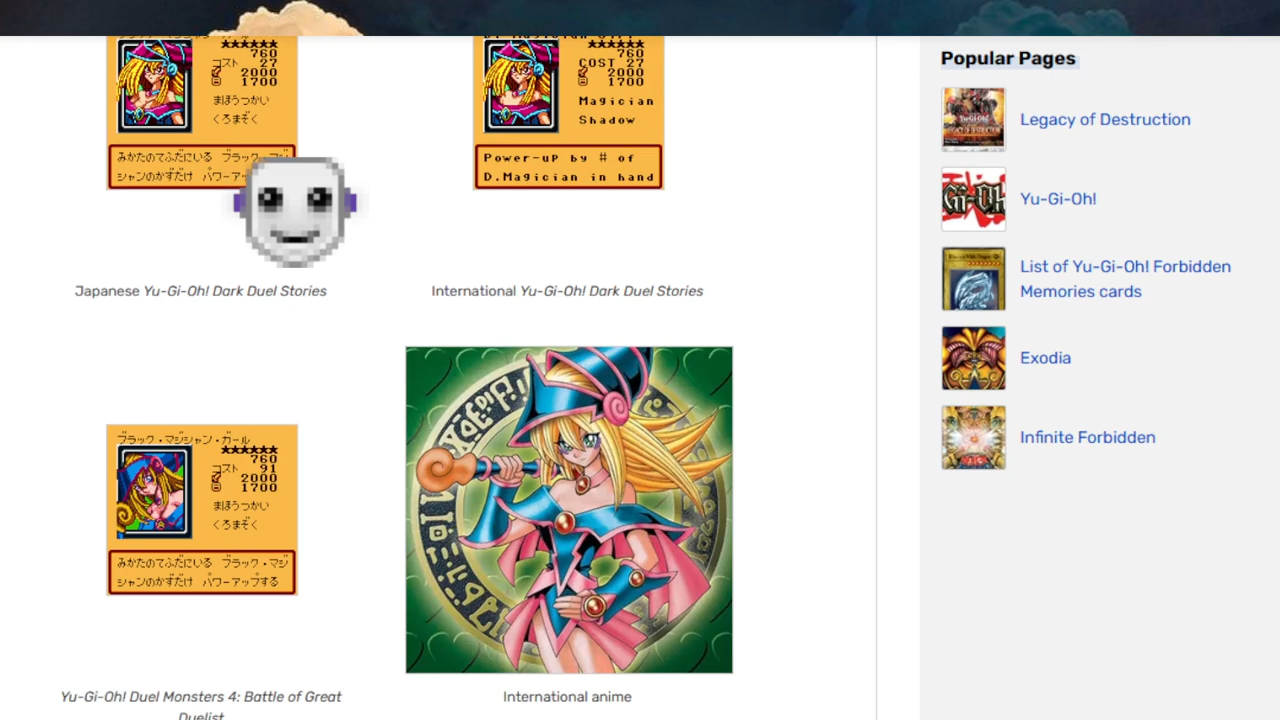 ★★★★★★
760
コスト 27
2000
1700
まほうつかい
くろまぞく
みかたのてふだにいる ブラック・マジ
シャンのかずだけ パワーア
★★★★★★
760
COST 27
2000
1700
Magician
Shadow
Power-up by # of
D.Magician in hand
Japanese Yu-Gi-Oh! Dark Duel Stories
International Yu-Gi-Oh! Dark Duel Stories
ブラック・マジシャン・ガール
★★★★★★
760
コスト 91
2000
1700
まほうつかい
くろまぞく
みかたのてふだにいる ブラック・マジ
シャンのかずだけ パワーアップする
Yu-Gi-Oh! Duel Monsters 4: Battle of Great
Duelist
International anime
Popular Pages
Legacy of Destruction
Yu-Gi-Oh!
Gi-Oh
List of Yu-Gi-Oh! Forbidden
Memories cards
Exodia
Infinite Forbidden